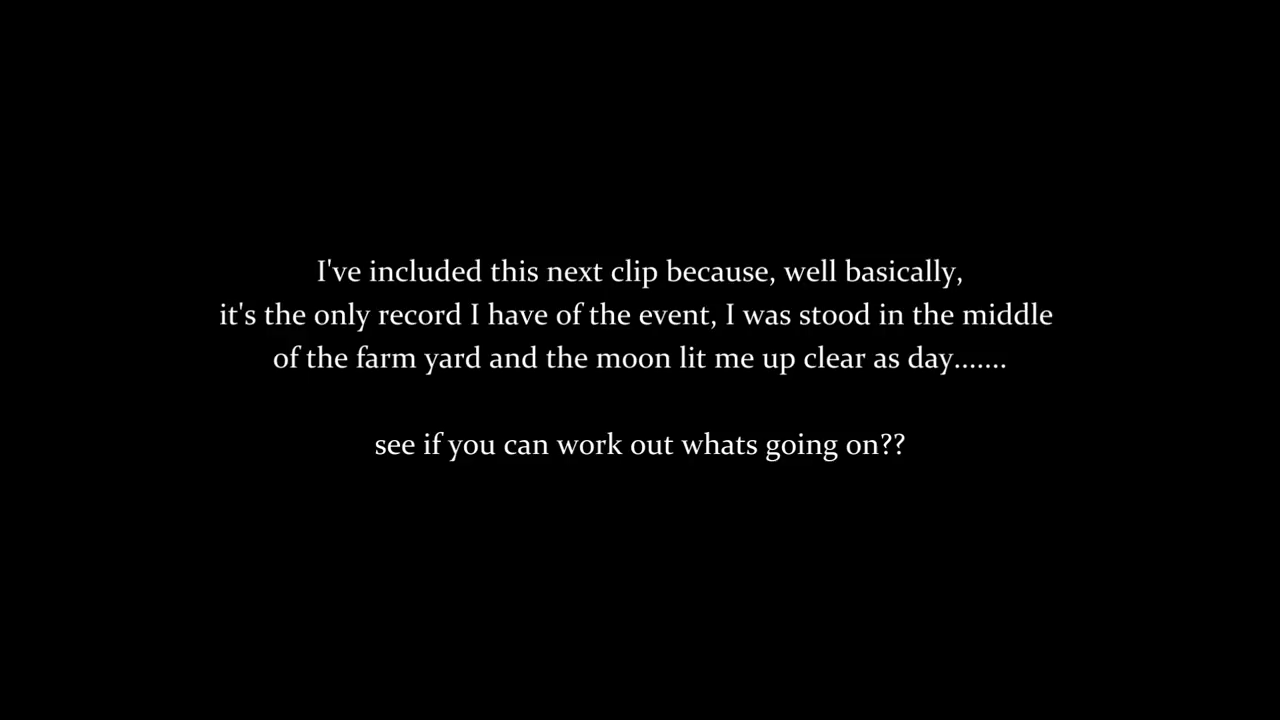 I've included this next clip because, well basically,
it's the only record I have of the event, I was stood in the middle
of the farm yard and the moon lit me up clear as day.......
see if you can work out whats going on??